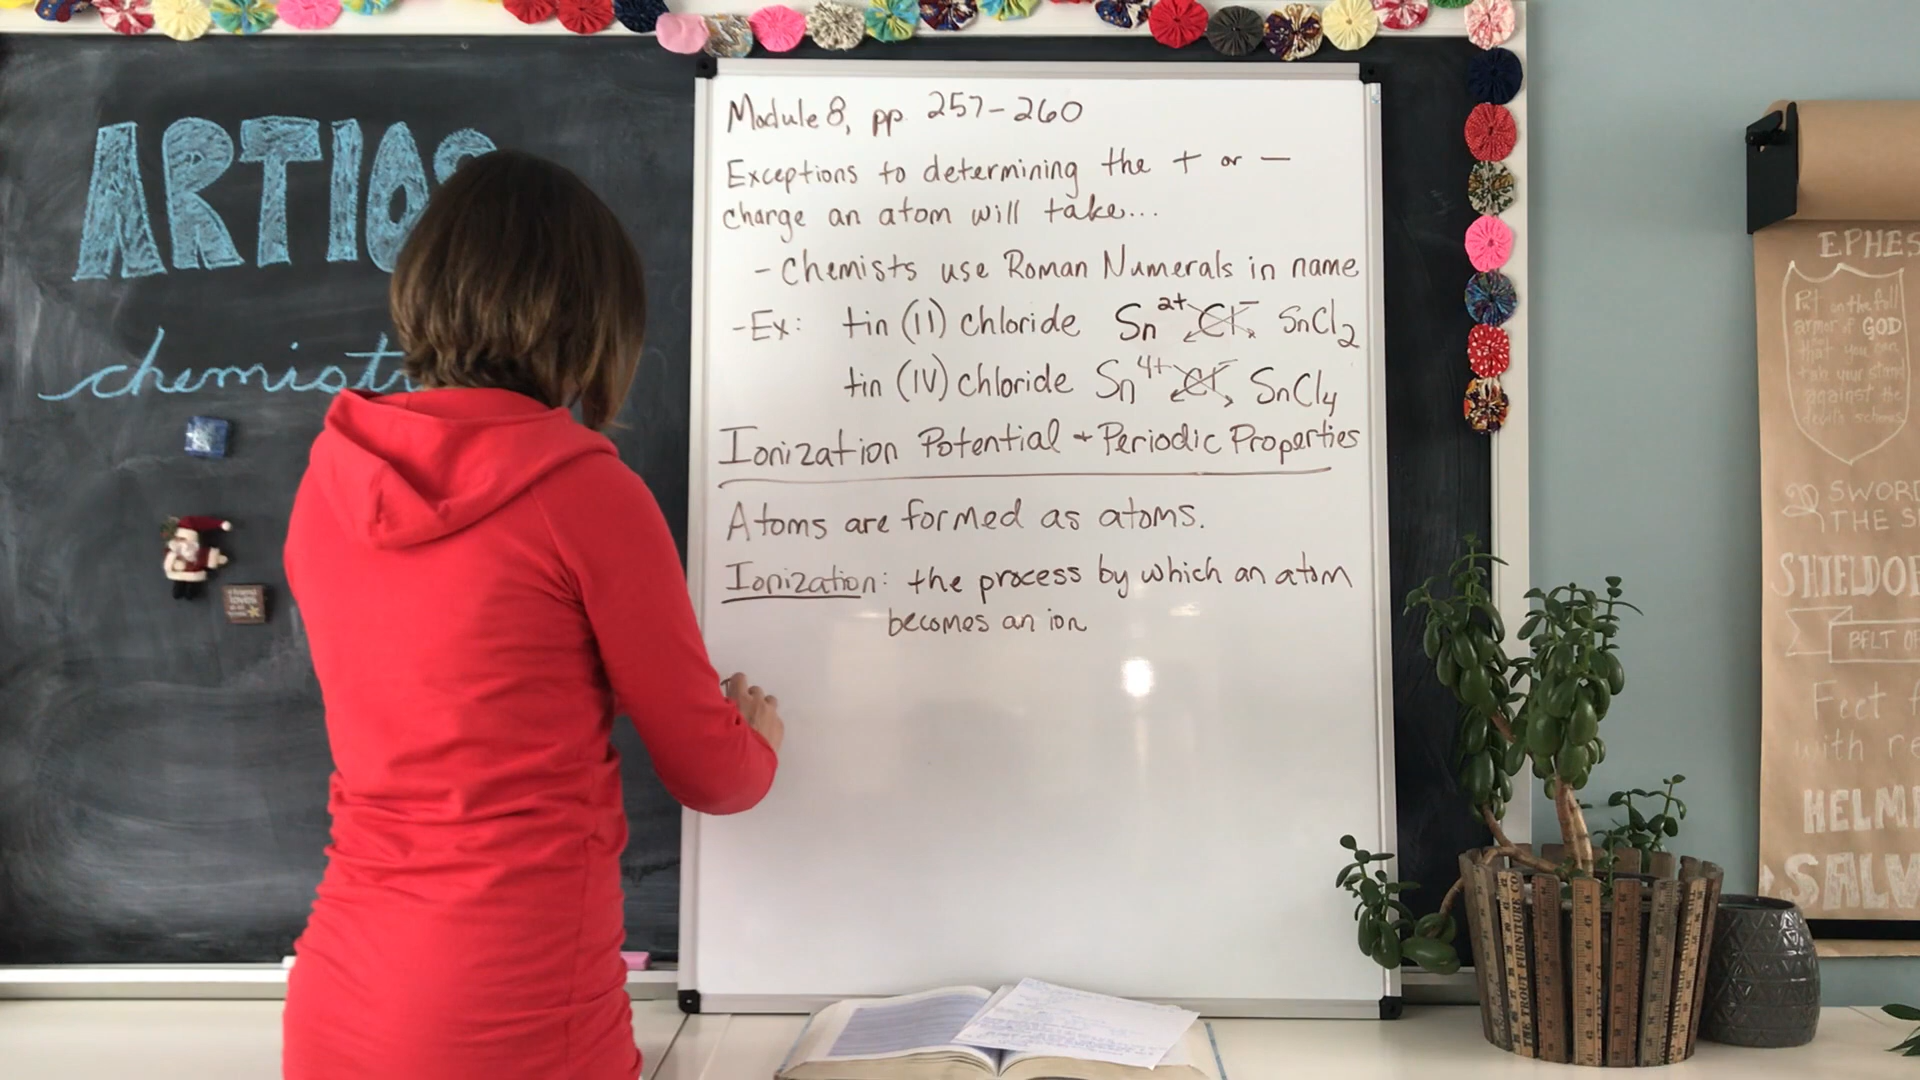 ARTIOS
chemistr
Module 8, pp. 257-260
Exceptions to determining the + or —
charge an atom will take...
- Chemists use Roman Numerals in name
- Ex: tin (II) chloride Sn²⁺ Cl⁻ SnCl₂
tin (IV) chloride Sn⁴⁺ Cl⁻ SnCl₄
Ionization Potential + Periodic Properties
Atoms are formed as atoms.
Ionization: the process by which an atom
becomes an ion
EPHES
Put on the full
armor of GOD
that you can
take your stand
against the
devil's schemes
SWORD
THE S
SHIELD OF
BELT OF
Feet f
with re
HELM
SALV